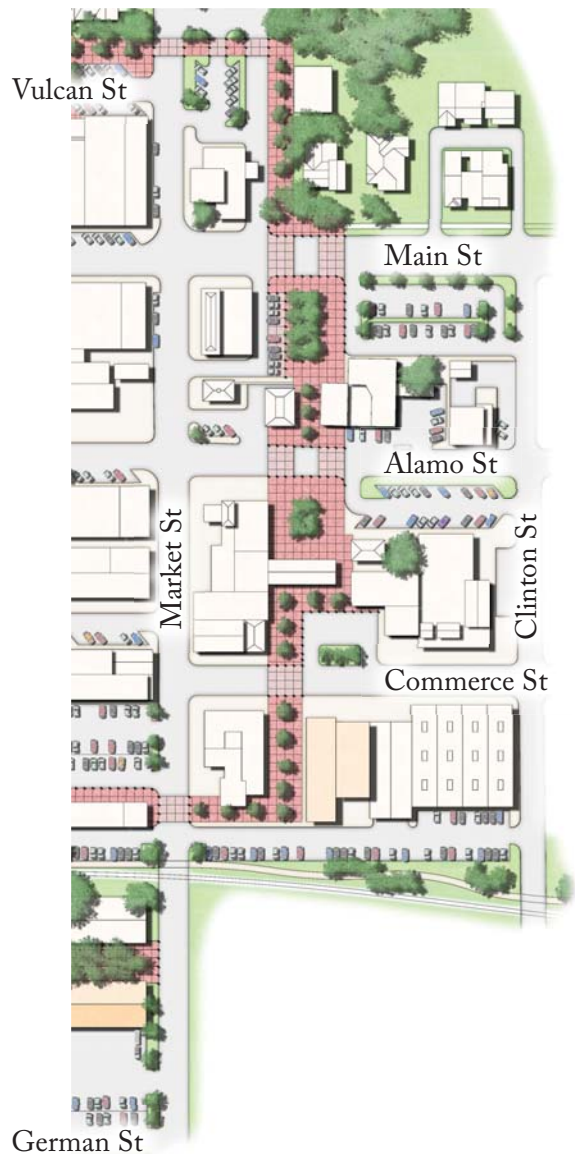 Vulcan St
Main St
Alamo St
Market St
Clinton St
Commerce St
German St